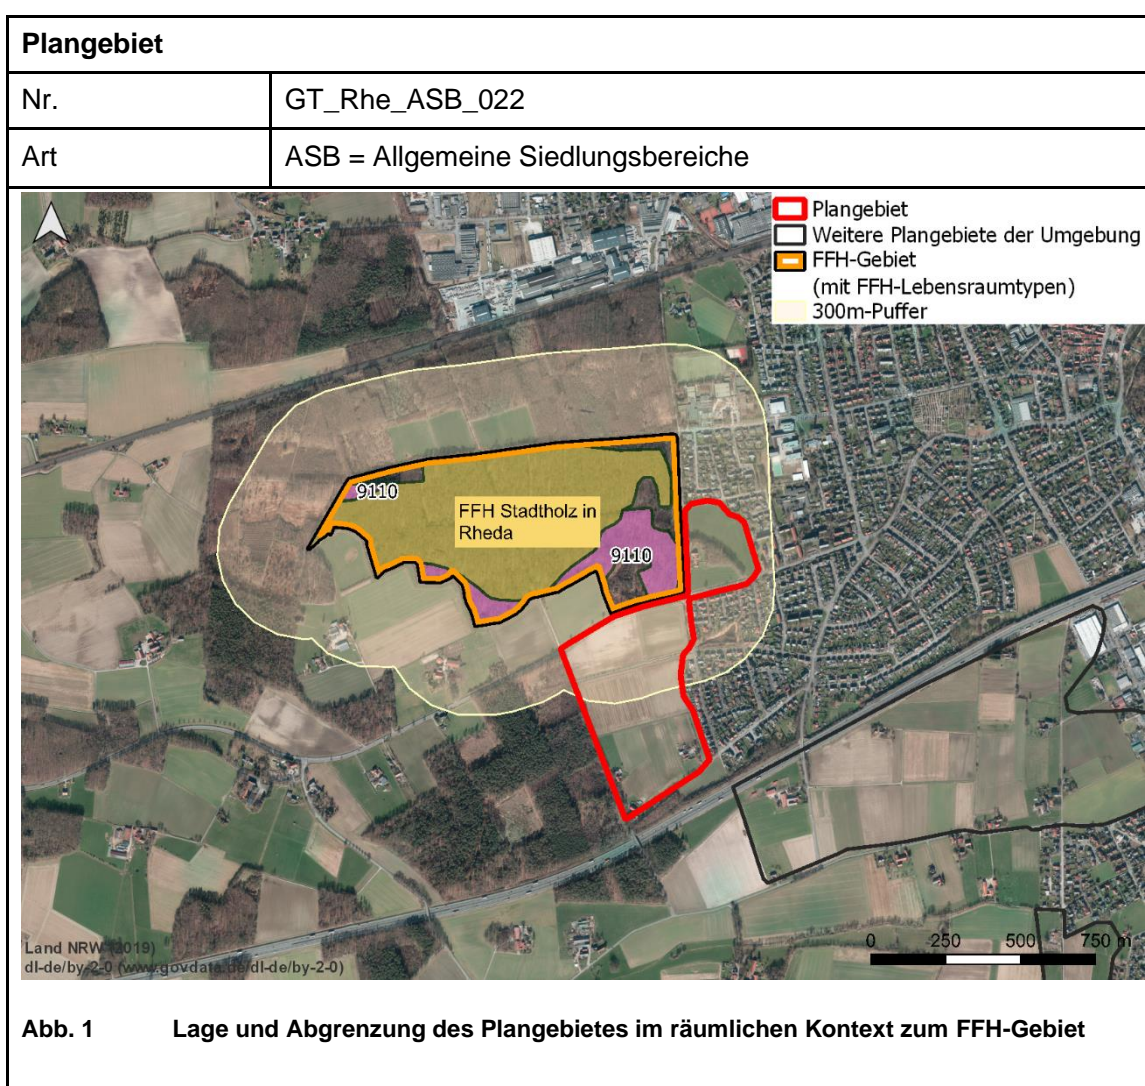 Plangebiet
Nr. GT_Rhe_ASB_022
Art ASB = Allgemeine Siedlungsbereiche
Plangebiet
Weitere Plangebiete der Umgebung
FFH-Gebiet
(mit FFH-Lebensraumtypen)
300m-Puffer
9110
FFH Stadtholz in
Rheda
9110
0 250 500 750 m
Land NRW (2019)
dl-de/by-2-0 (www.govdata.de/dl-de/by-2-0)
Abb. 1 Lage und Abgrenzung des Plangebietes im räumlichen Kontext zum FFH-Gebiet